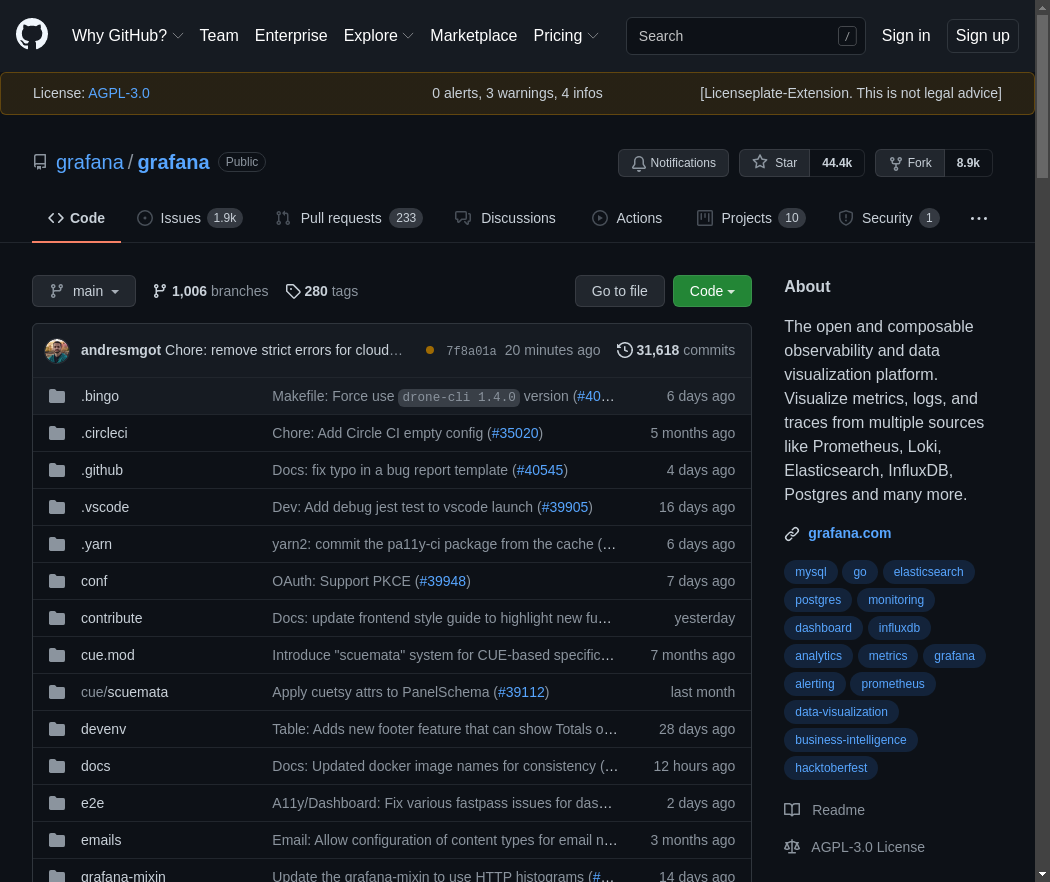 Why GitHub? Team Enterprise Explore Marketplace Pricing Search / Sign in Sign up
License: AGPL-3.0 0 alerts, 3 warnings, 4 infos [Licenseplate-Extension. This is not legal advice]
grafana / grafana Public Notifications Star 44.4k Fork 8.9k
Code Issues 1.9k Pull requests 233 Discussions Actions Projects 10 Security 1 ...
main 1,006 branches 280 tags Go to file Code
andresmgot Chore: remove strict errors for cloud… 7f8a01a 20 minutes ago 31,618 commits
.bingo Makefile: Force use drone-cli 1.4.0 version (#40… 6 days ago
.circleci Chore: Add Circle CI empty config (#35020) 5 months ago
.github Docs: fix typo in a bug report template (#40545) 4 days ago
.vscode Dev: Add debug jest test to vscode launch (#39905) 16 days ago
.yarn yarn2: commit the pa11y-ci package from the cache (… 6 days ago
conf OAuth: Support PKCE (#39948) 7 days ago
contribute Docs: update frontend style guide to highlight new fu… yesterday
cue.mod Introduce "scuemata" system for CUE-based specific… 7 months ago
cue/scuemata Apply cuetsy attrs to PanelSchema (#39112) last month
devenv Table: Adds new footer feature that can show Totals o… 28 days ago
docs Docs: Updated docker image names for consistency (… 12 hours ago
e2e A11y/Dashboard: Fix various fastpass issues for das… 2 days ago
emails Email: Allow configuration of content types for email n… 3 months ago
grafana-mixin Update the grafana-mixin to use HTTP histograms (#… 14 days ago
About
The open and composable
observability and data
visualization platform.
Visualize metrics, logs, and
traces from multiple sources
like Prometheus, Loki,
Elasticsearch, InfluxDB,
Postgres and many more.
grafana.com
mysql go elasticsearch
postgres monitoring
dashboard influxdb
analytics metrics grafana
alerting prometheus
data-visualization
business-intelligence
hacktoberfest
Readme
AGPL-3.0 License